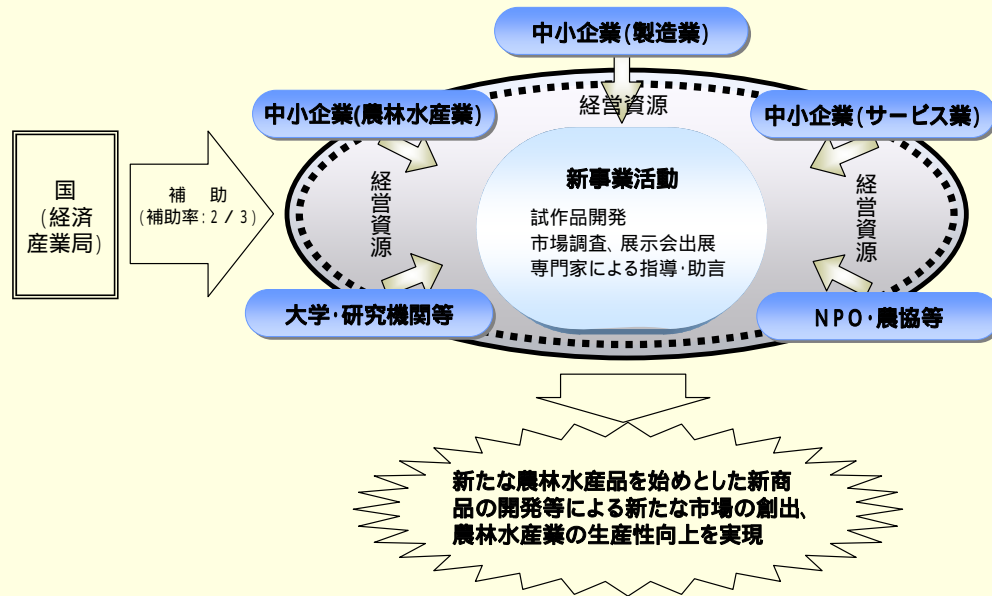 中小企業(製造業)
中小企業(農林水産業)
経営資源
中小企業(サービス業)
国
(経済
産業局)
補　助
(補助率:2/3)
経営資源
新事業活動
試作品開発
市場調査、展示会出展
専門家による指導・助言
経営資源
大学・研究機関等
NPO・農協等
新たな農林水産品を始めとした新商
品の開発等による新たな市場の創出、
農林水産業の生産性向上を実現